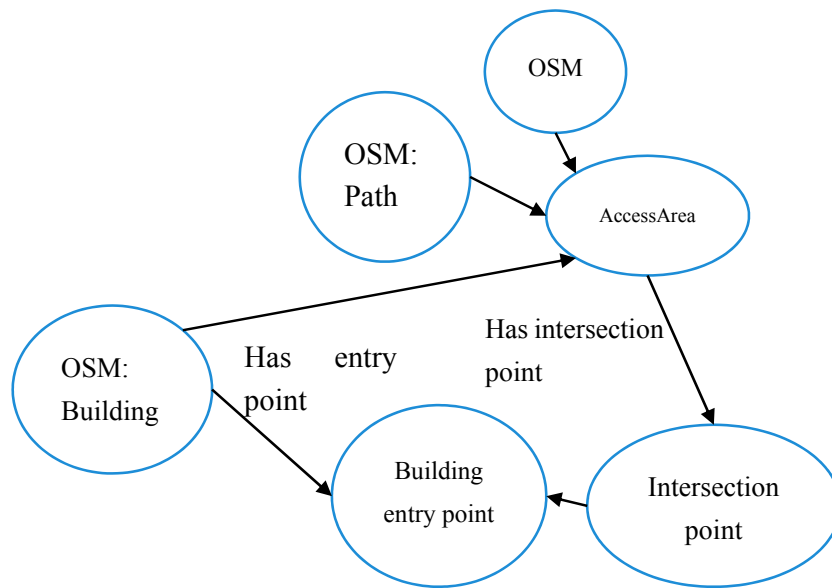 OSM
OSM:
Path
AccessArea
Has intersection
point
Has entry
point
OSM:
Building
Building
entry point
Intersection
point